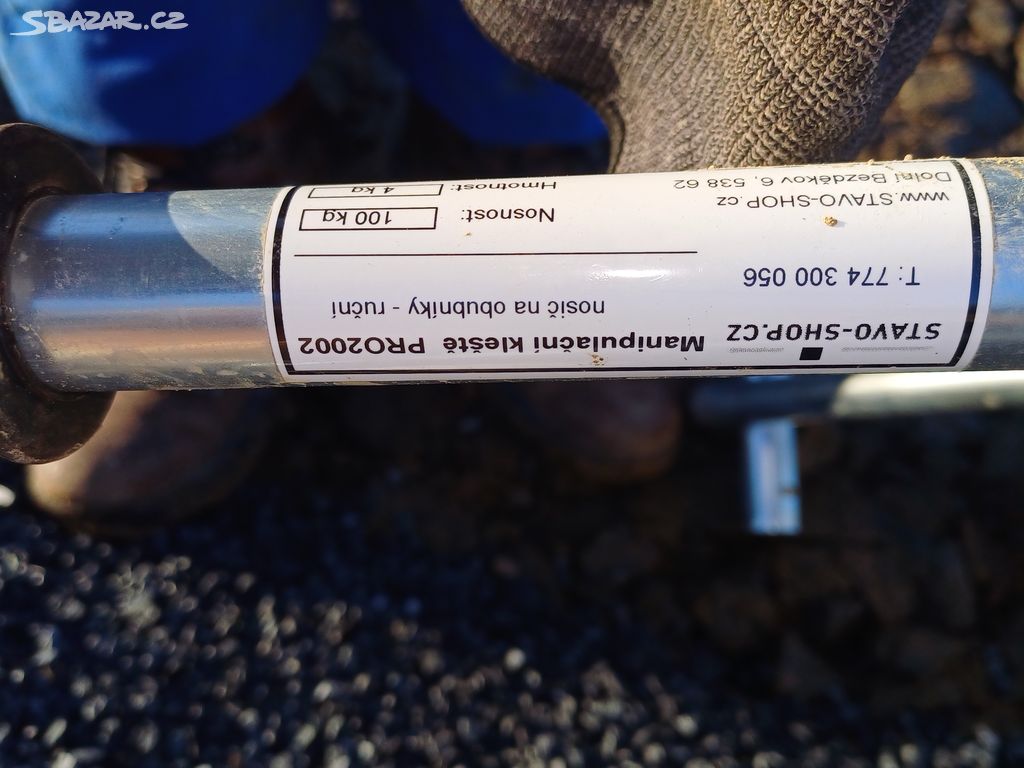 SBAZAR.CZ
STAVO-SHOP.CZ
T: 774 300 056
www.STAVO-SHOP.cz
Dolní Bezděkov 6, 538 62
Manipulační kleště PRO2002
nosič na obubníky - ruční
Nosnost: 100 kg
Hmotnost: 4 kg